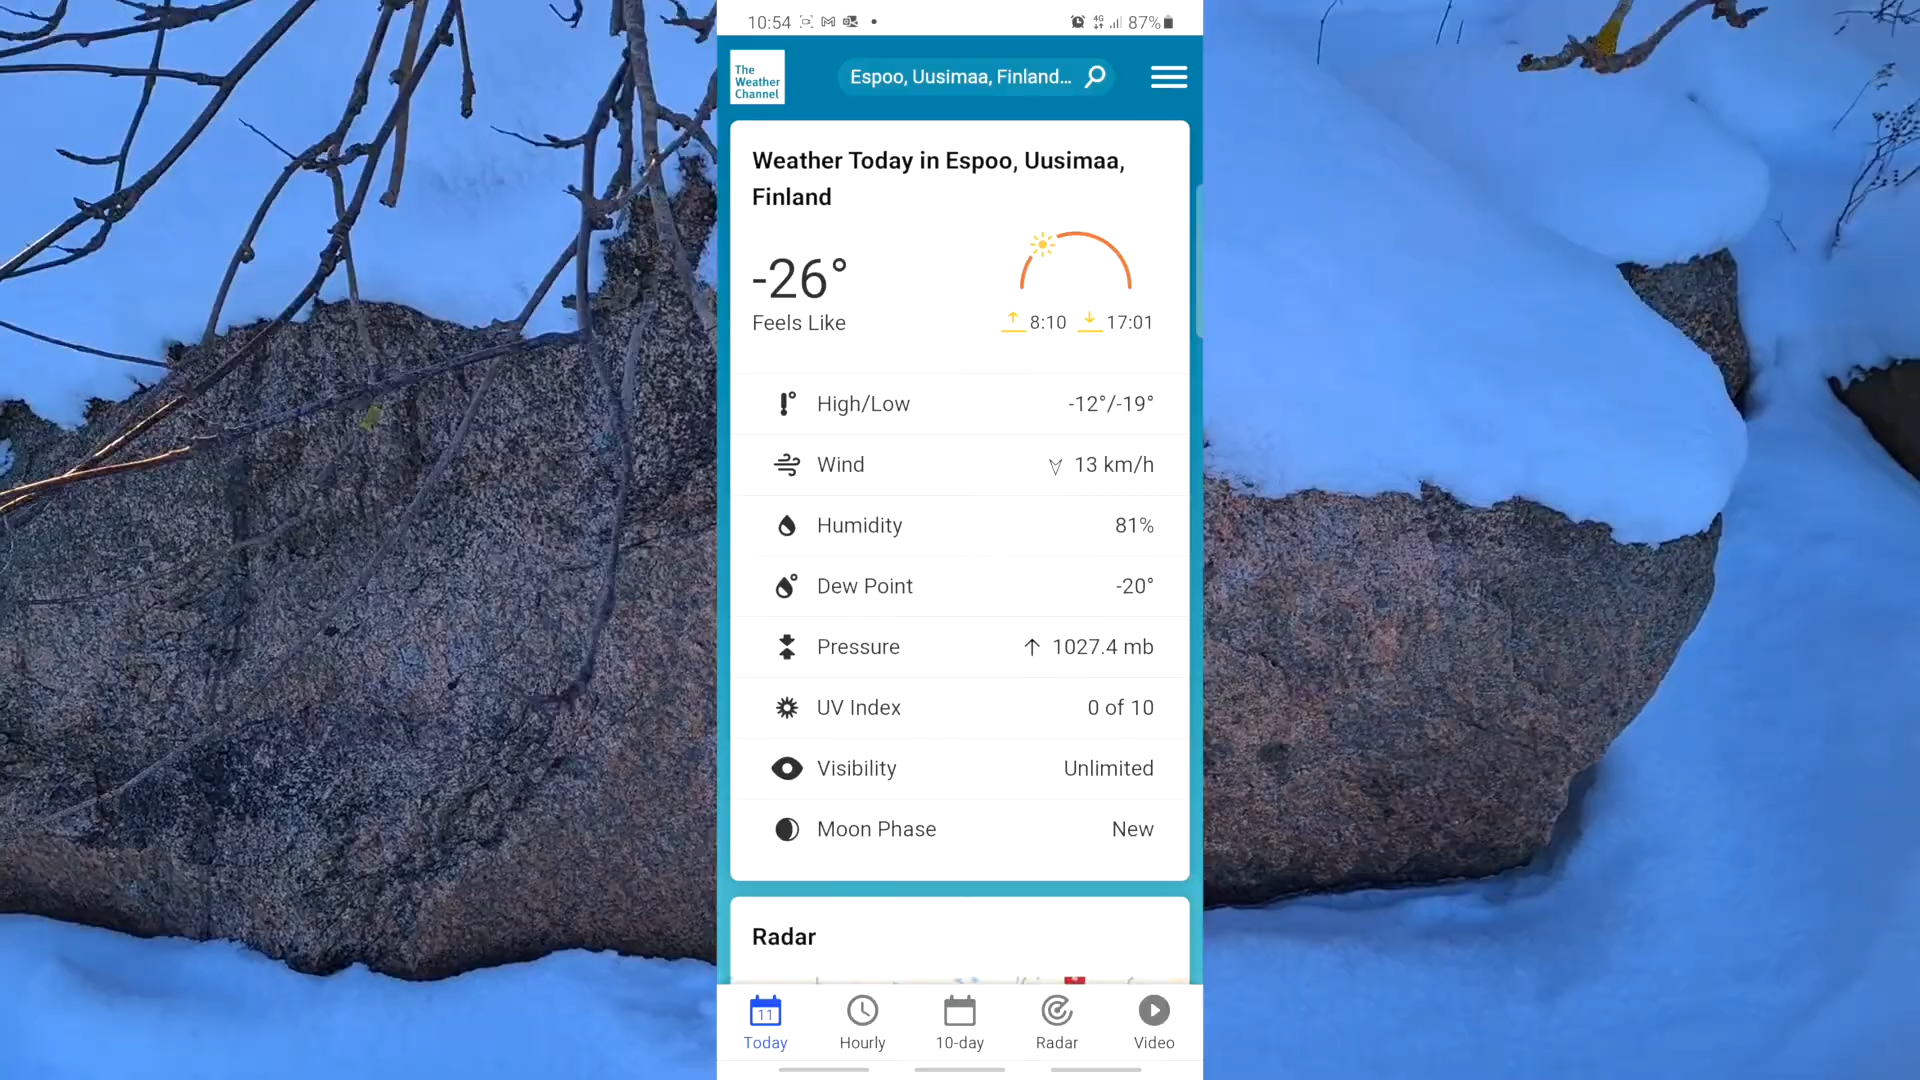 10:54
4G
87%
The
Weather
Channel
Espoo, Uusimaa, Finland...
Weather Today in Espoo, Uusimaa,
Finland
-26°
Feels Like
8:10
17:01
High/Low
-12°/-19°
Wind
13 km/h
Humidity
81%
Dew Point
-20°
Pressure
↑ 1027.4 mb
UV Index
0 of 10
Visibility
Unlimited
Moon Phase
New
Radar
11
Today
Hourly
10-day
Radar
Video